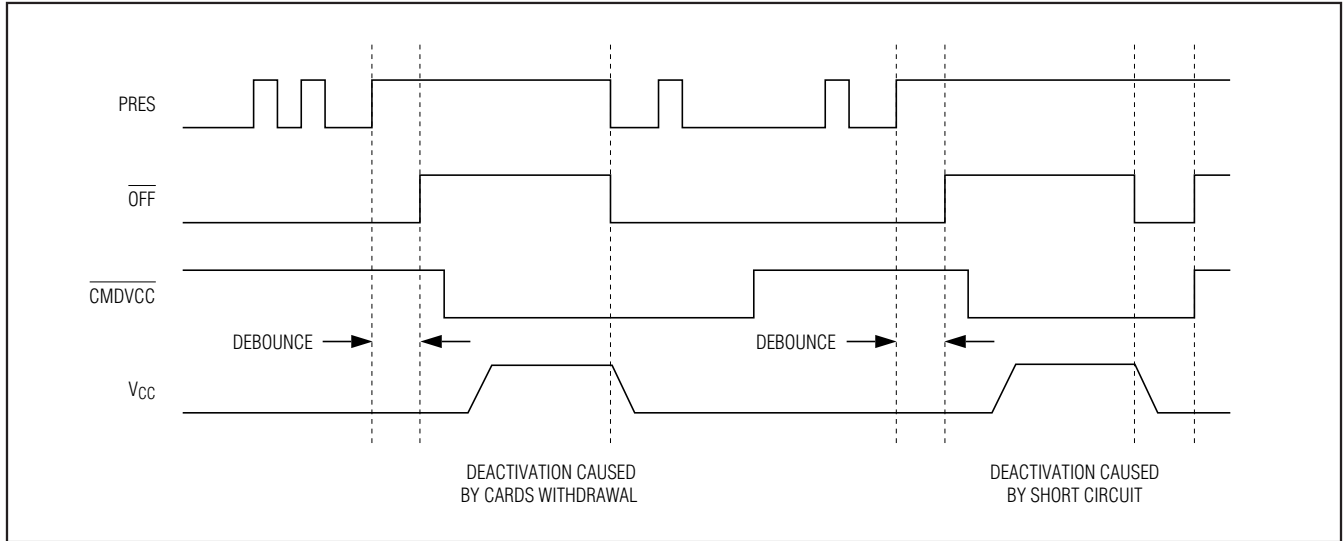 PRES
OFF
CMDVCC
DEBOUNCE
DEBOUNCE
VCC
DEACTIVATION CAUSED
BY CARDS WITHDRAWAL
DEACTIVATION CAUSED
BY SHORT CIRCUIT